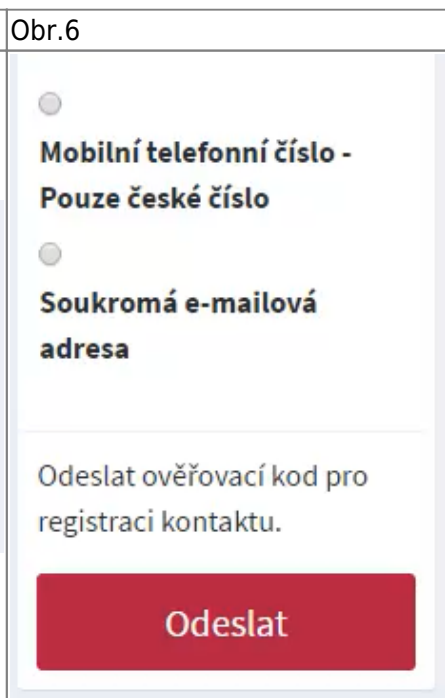 Obr.6
Mobilní telefonní číslo -
Pouze české číslo
Soukromá e-mailová
adresa
Odeslat ověřovací kod pro
registraci kontaktu.
Odeslat